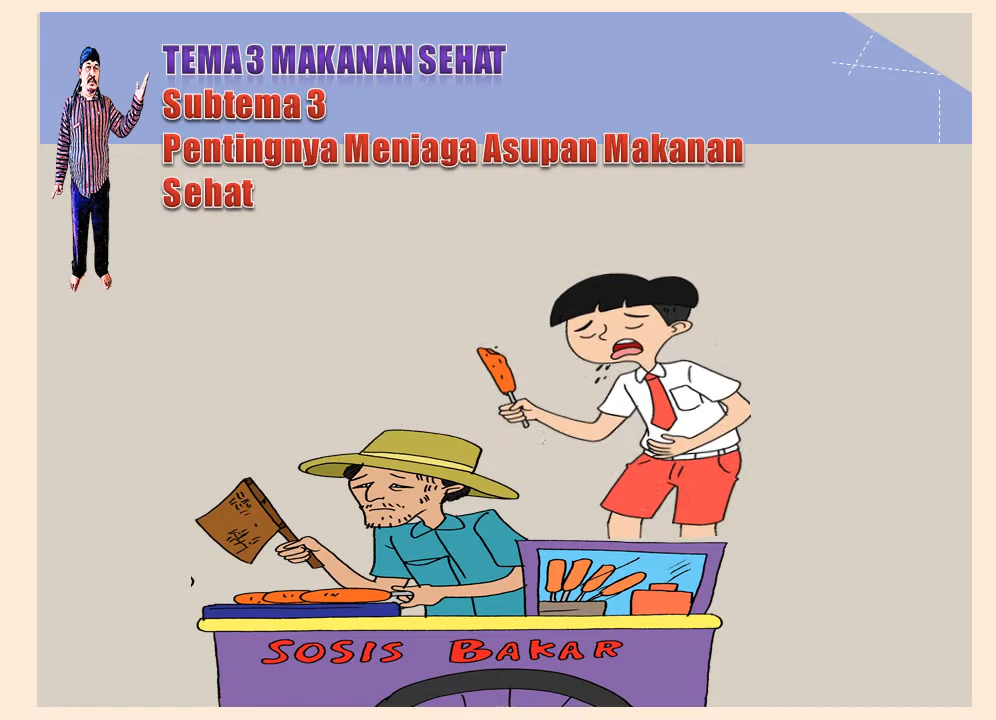 TEMA 3 MAKANAN SEHAT
Subtema 3
Pentingnya Menjaga Asupan Makanan
Sehat
SOSIS BAKAR